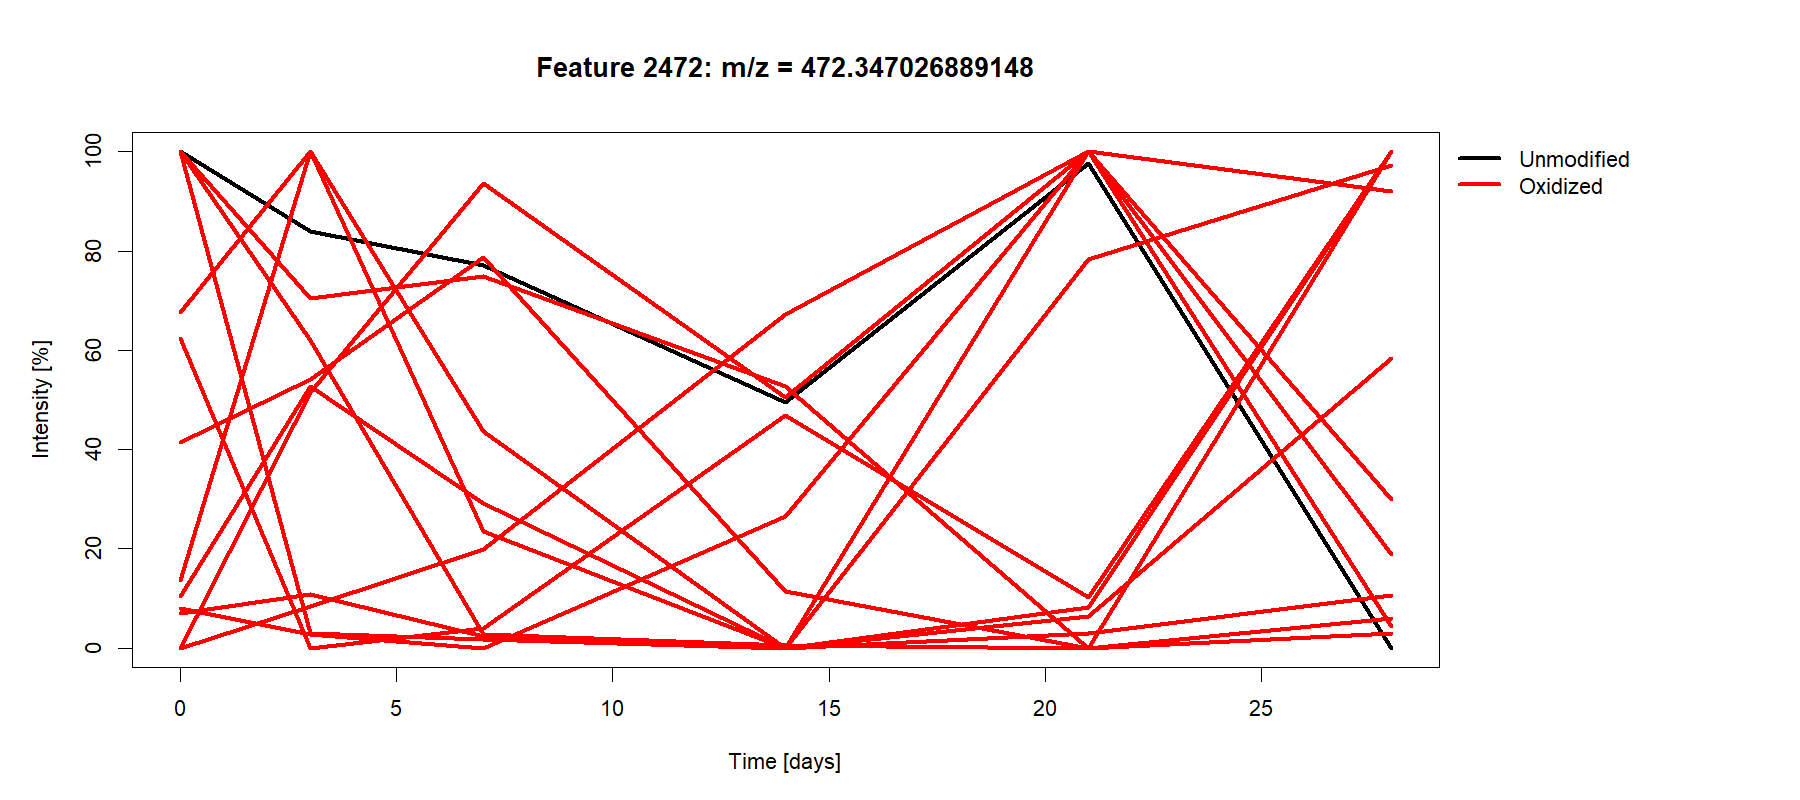 Feature 2472: m/z = 472.347026889148
Unmodified
Oxidized
Intensity [%]
100
80
60
40
20
0
0 5 10 15 20 25
Time [days]